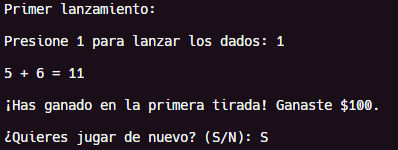 Primer lanzamiento:
Presione 1 para lanzar los dados: 1
5 + 6 = 11
¡Has ganado en la primera tirada! Ganaste $100.
¿Quieres jugar de nuevo? (S/N): S